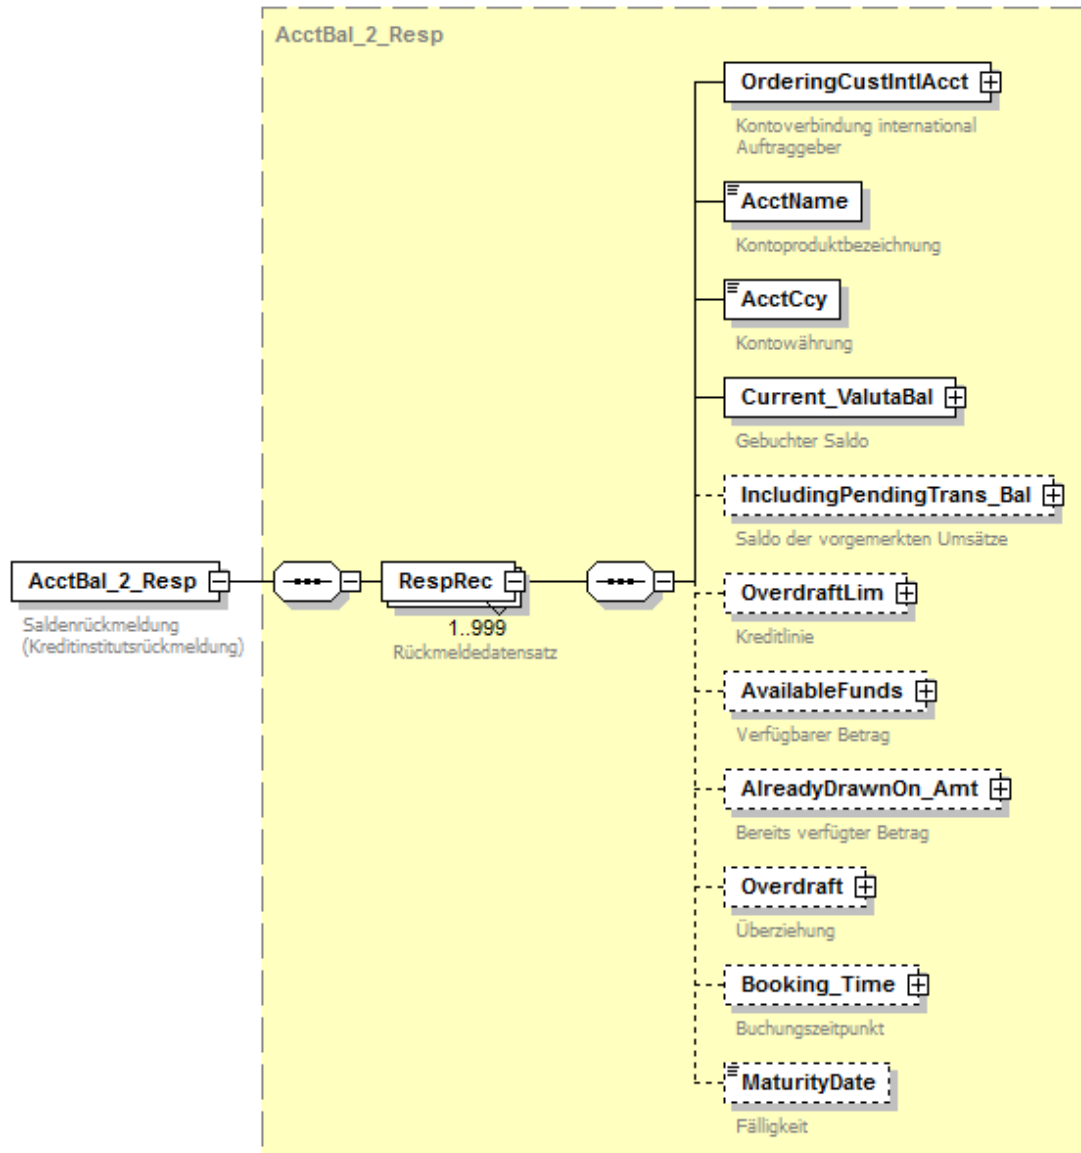 AcctBal_2_Resp
OrderingCustIntlAcct
Kontoverbindung international
Auftraggeber
AcctName
Kontoproduktbezeichnung
AcctCcy
Kontowährung
Current_ValutaBal
Gebuchter Saldo
IncludingPendingTrans_Bal
Saldo der vorgemerkten Umsätze
AcctBal_2_Resp
Saldenrückmeldung
(Kreditinstitutsrückmeldung)
RespRec
1..999
Rückmeldedatensatz
OverdraftLim
Kreditlinie
AvailableFunds
Verfügbarer Betrag
AlreadyDrawnOn_Amt
Bereits verfügter Betrag
Overdraft
Überziehung
Booking_Time
Buchungszeitpunkt
MaturityDate
Fälligkeit